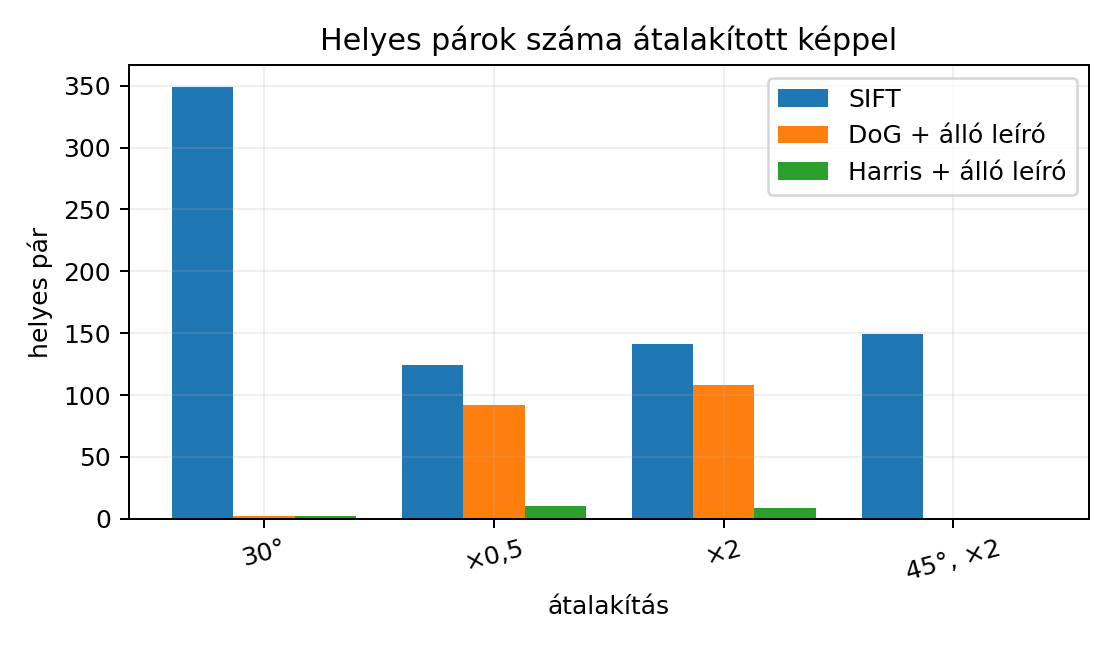 Helyes párok száma átalakított képpel
SIFT
DoG + álló leíró
Harris + álló leíró
helyes pár
350
300
250
200
150
100
50
0
30°
×0,5
×2
45°, ×2
átalakítás